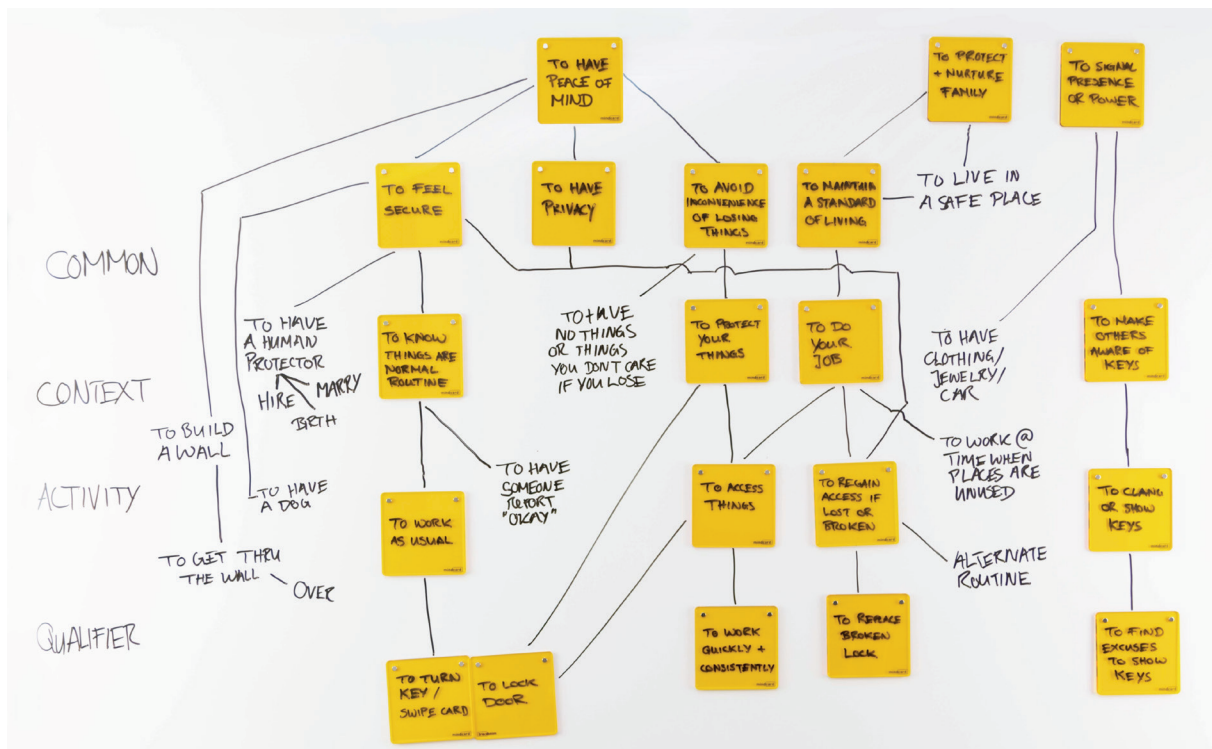 TO HAVE
PEACE OF
MIND
TO PROTECT
+ NURTURE
FAMILY
TO SIGNAL
PRESENCE
OR POWER
TO FEEL
SECURE
TO HAVE
PRIVACY
TO AVOID
INCONVENIENCE
OF LOSING
THINGS
TO MAINTAIN
A STANDARD
OF LIVING
TO LIVE IN
A SAFE PLACE
COMMON
TO HAVE
A HUMAN
PROTECTOR
HIRE
MARRY
BIRTH
TO KNOW
THINGS ARE
NORMAL
ROUTINE
TO HAVE
NO THINGS
OR THINGS
YOU DON'T CARE
IF YOU LOSE
TO PROTECT
YOUR
THINGS
TO DO
YOUR
JOB
TO HAVE
CLOTHING/
JEWELRY/
CAR
TO MAKE
OTHERS
AWARE OF
KEYS
CONTEXT
TO BUILD
A WALL
TO HAVE
A DOG
TO HAVE
SOMEONE
REPORT
"OKAY"
TO WORK @
TIME WHEN
PLACES ARE
UNUSED
ACTIVITY
TO WORK
AS USUAL
TO ACCESS
THINGS
TO REGAIN
ACCESS IF
LOST OR
BROKEN
TO CLANG
OR SHOW
KEYS
TO GET THRU
THE WALL
OVER
ALTERNATE
ROUTINE
QUALIFIER
TO TURN
KEY /
SWIPE CARD
TO LOCK
DOOR
TO WORK
QUICKLY +
CONSISTENTLY
TO REPLACE
BROKEN
LOCK
TO FIND
EXCUSES
TO SHOW
KEYS